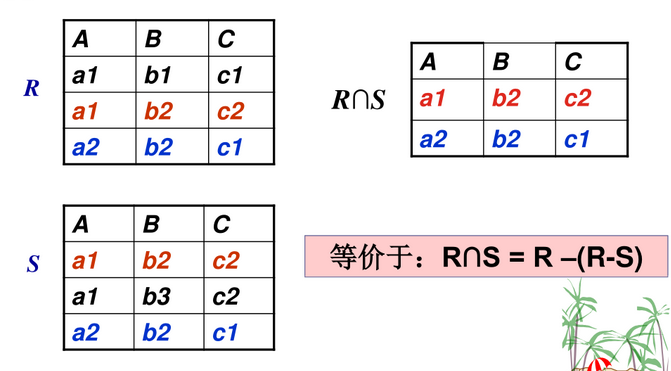 R
A B C
a1 b1 c1
a1 b2 c2
a2 b2 c1
R∩S
A B C
a1 b2 c2
a2 b2 c1
S
A B C
a1 b2 c2
a1 b3 c2
a2 b2 c1
等价于：R∩S = R –(R-S)